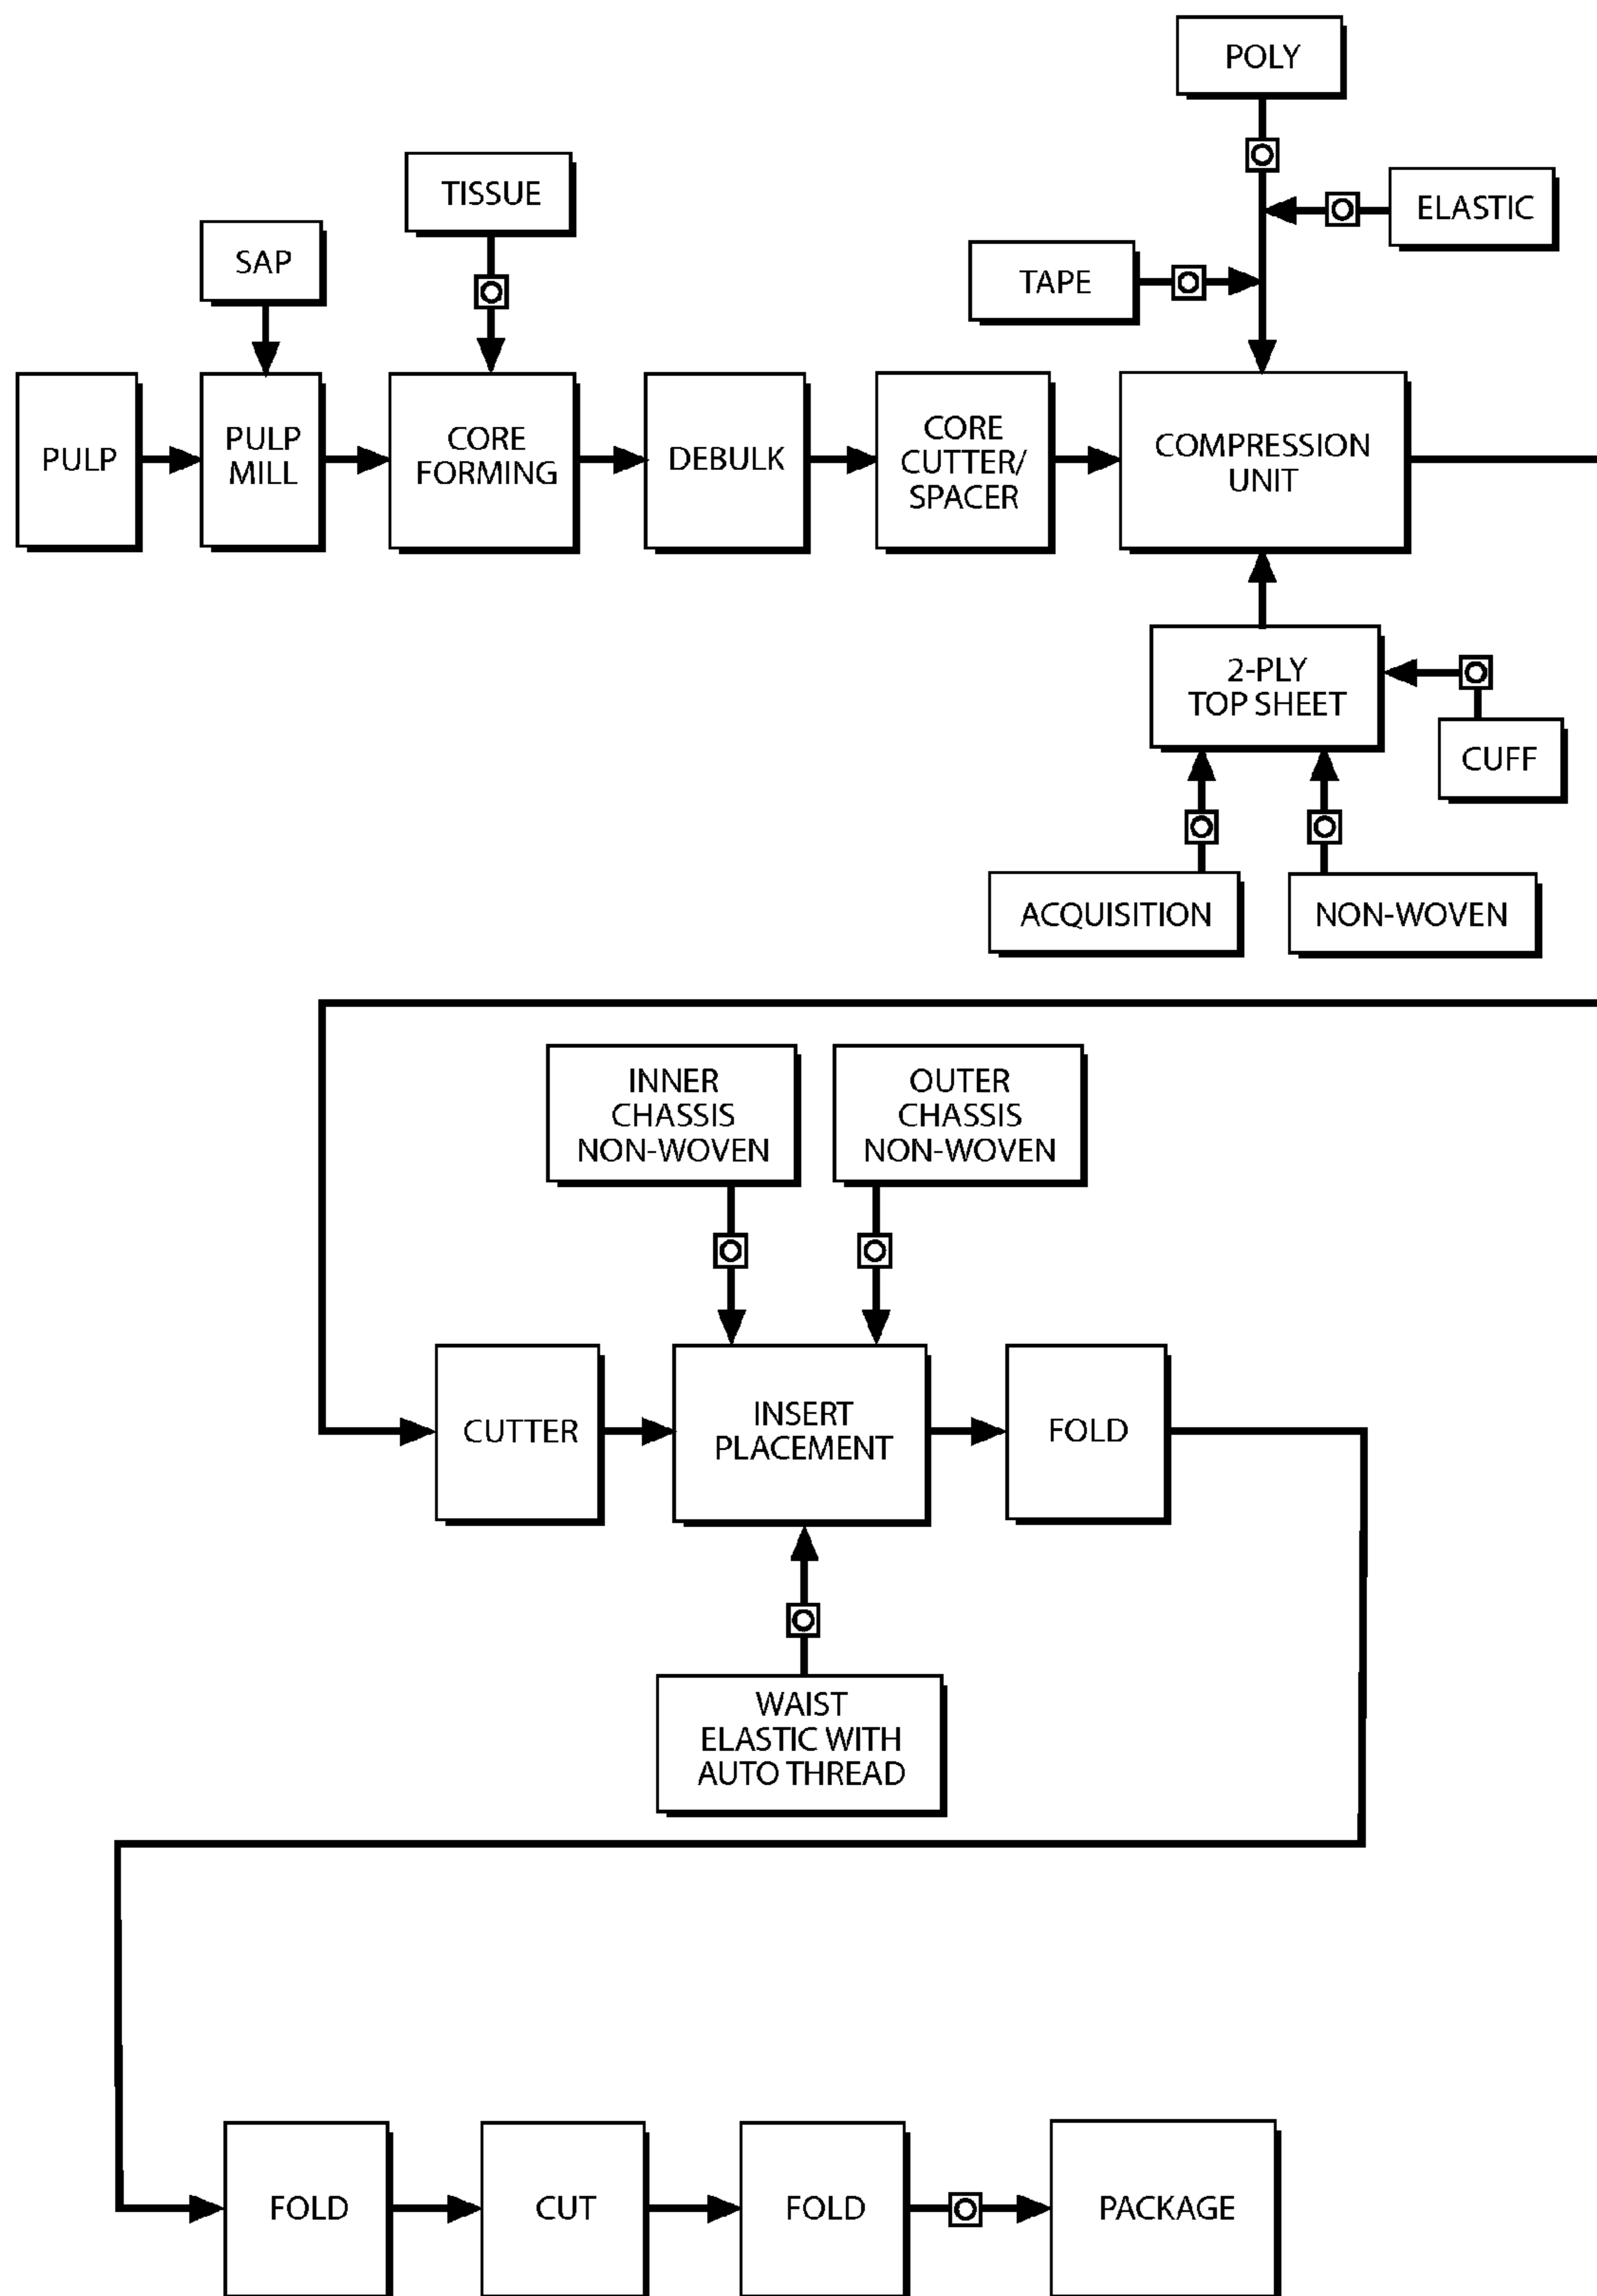 POLY
TISSUE
ELASTIC
SAP
TAPE
PULP
PULP
MILL
CORE
FORMING
DEBULK
CORE
CUTTER/
SPACER
COMPRESSION
UNIT
2-PLY
TOP SHEET
CUFF
ACQUISITION
NON-WOVEN
INNER
CHASSIS
NON-WOVEN
OUTER
CHASSIS
NON-WOVEN
CUTTER
INSERT
PLACEMENT
FOLD
WAIST
ELASTIC WITH
AUTO THREAD
FOLD
CUT
FOLD
PACKAGE